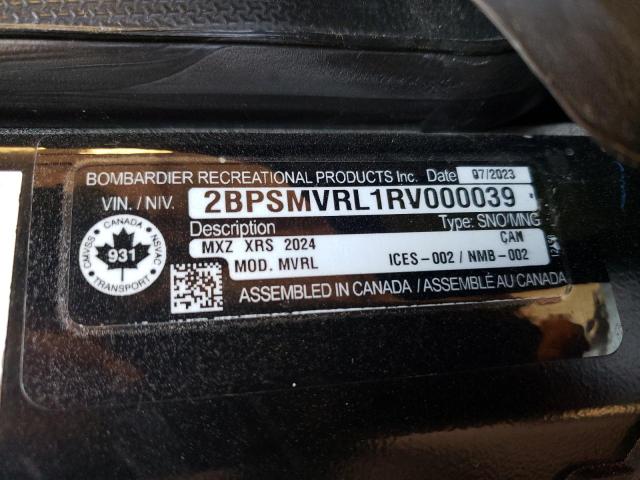 BOMBARDIER RECREATIONAL PRODUCTS Inc. Date 07/2023
VIN. / NIV. 2BPSMVRL1RV000039
Description Type: SNO/MNG
MXZ XRS 2024 CAN
MOD. MVRL ICES-002 / NMB-002
ASSEMBLED IN CANADA / ASSEMBLÉ AU CANADA
CANADA
CMVSS NSVAC
931
TRANSPORT